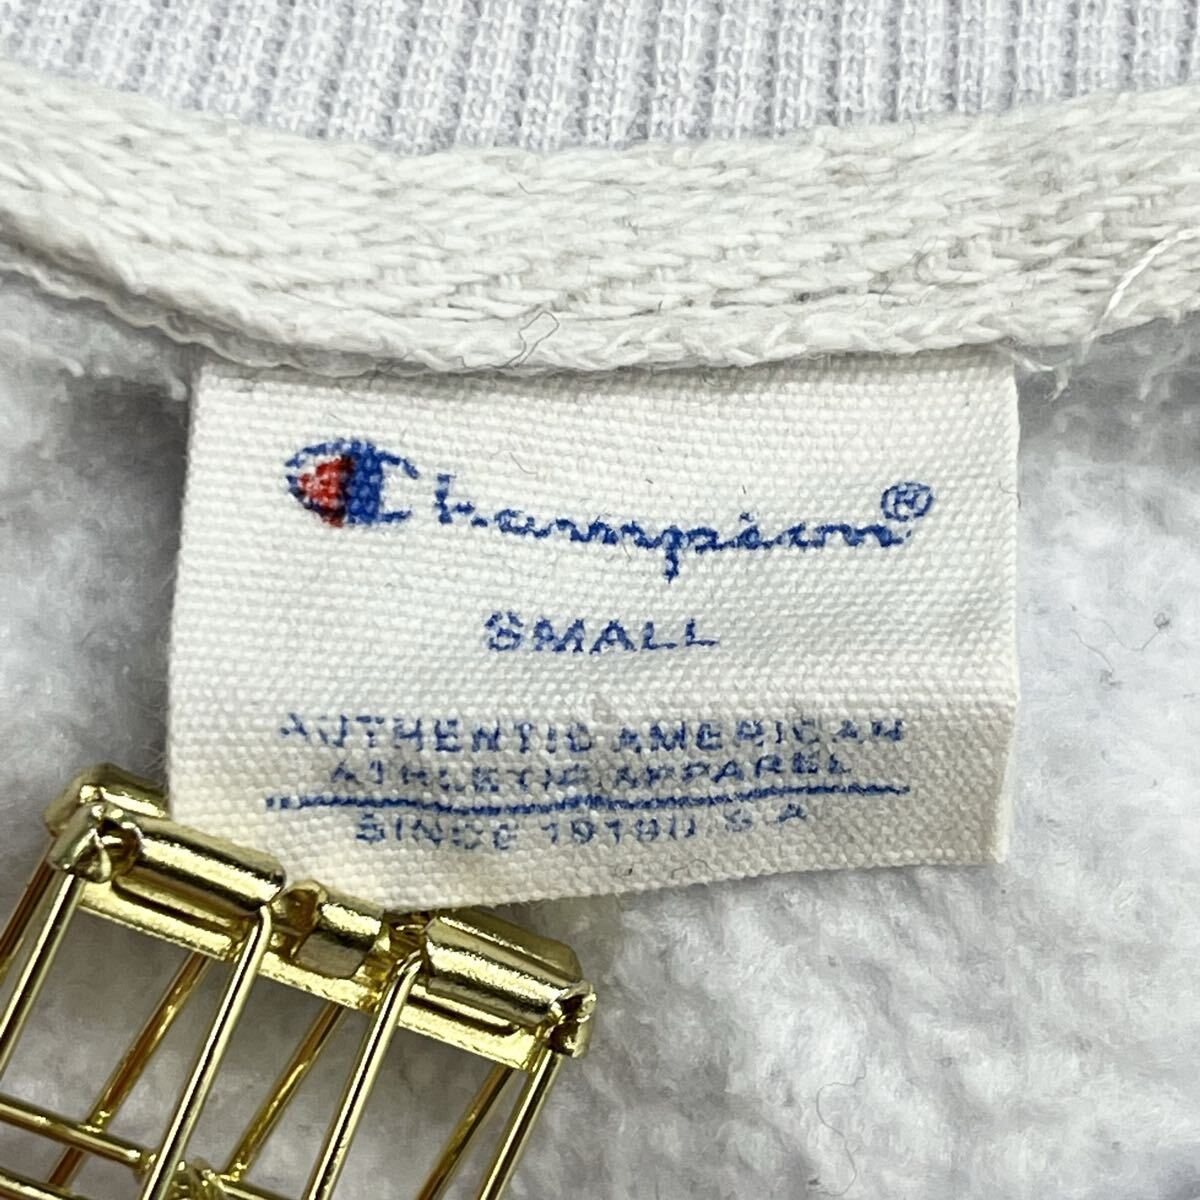 Champion®
SMALL
AUTHENTIC AMERICAN
ATHLETIC APPAREL
SINCE 1919 U.S.A